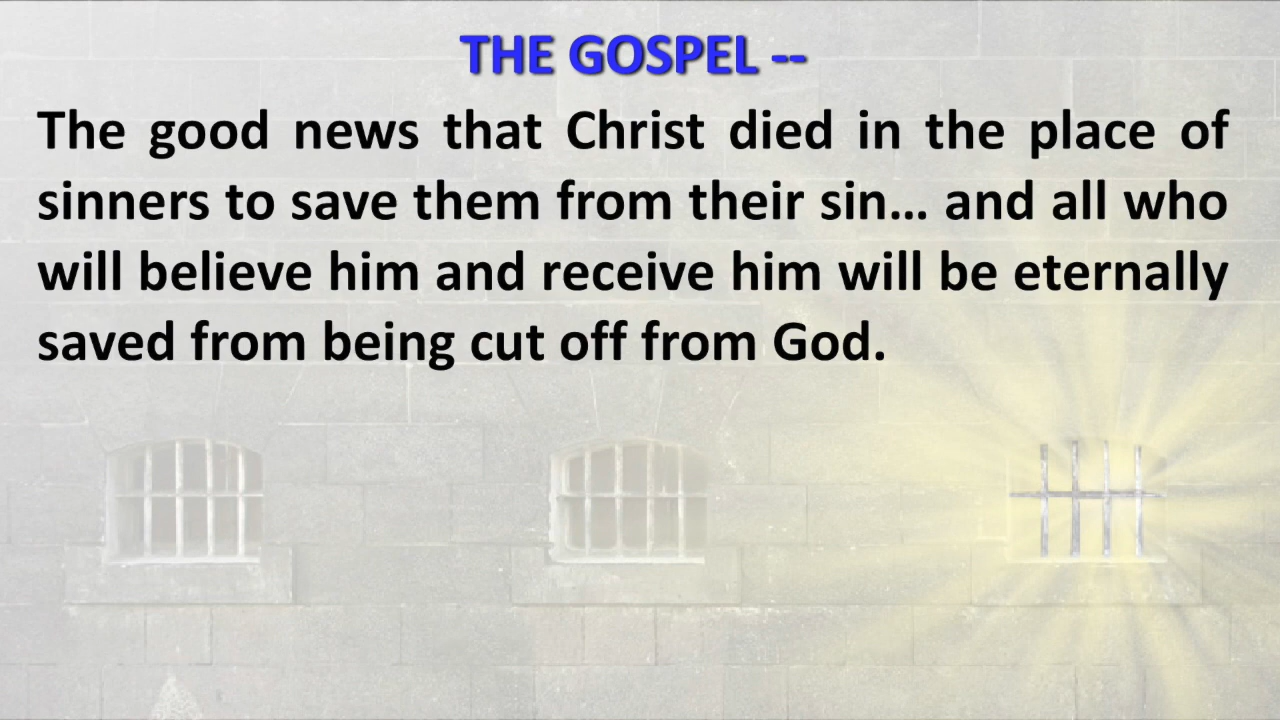 THE GOSPEL --
The good news that Christ died in the place of
sinners to save them from their sin… and all who
will believe him and receive him will be eternally
saved from being cut off from God.